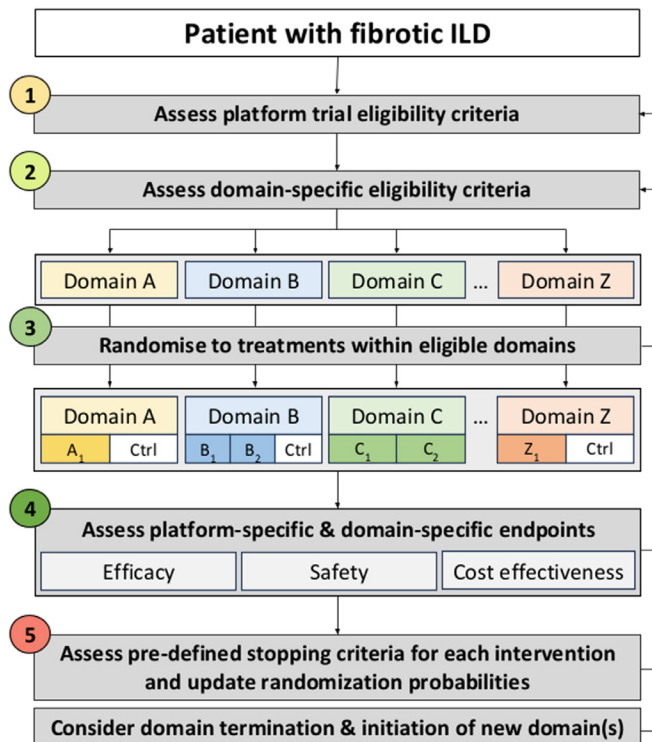 Patient with fibrotic ILD
1
Assess platform trial eligibility criteria
2
Assess domain-specific eligibility criteria
Domain A Domain B Domain C ... Domain Z
3
Randomise to treatments within eligible domains
Domain A Domain B Domain C ... Domain Z
A1 Ctrl B1 B2 Ctrl C1 C2 Z1 Ctrl
4
Assess platform-specific & domain-specific endpoints
Efficacy Safety Cost effectiveness
5
Assess pre-defined stopping criteria for each intervention
and update randomization probabilities
Consider domain termination & initiation of new domain(s)